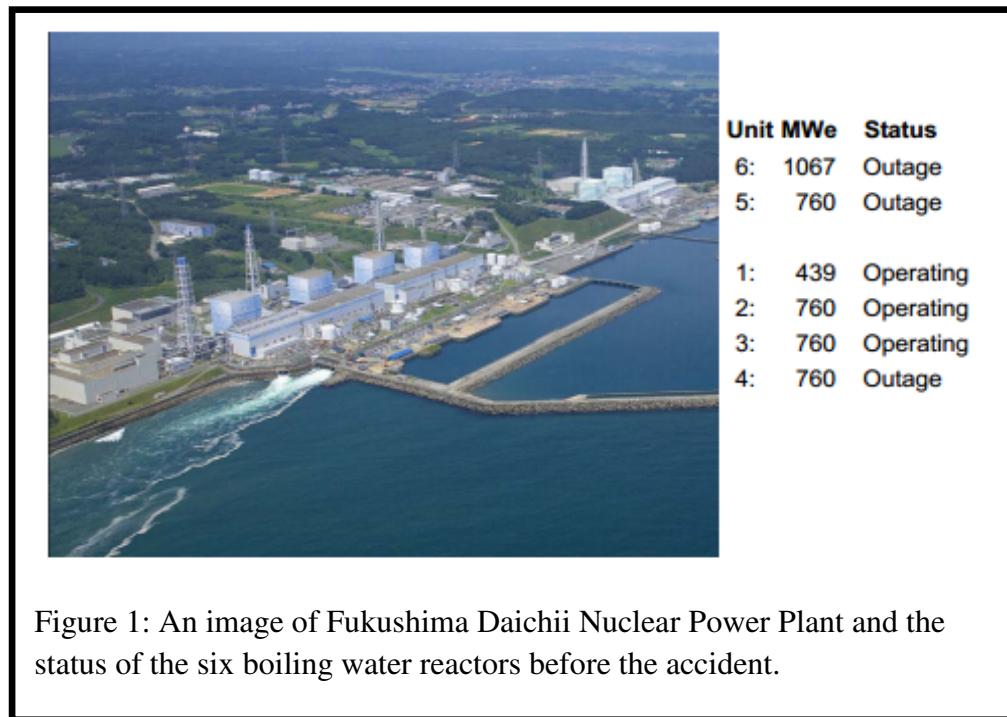 Unit MWe Status
6: 1067 Outage
5: 760 Outage
1: 439 Operating
2: 760 Operating
3: 760 Operating
4: 760 Outage
Figure 1: An image of Fukushima Daichii Nuclear Power Plant and the
status of the six boiling water reactors before the accident.